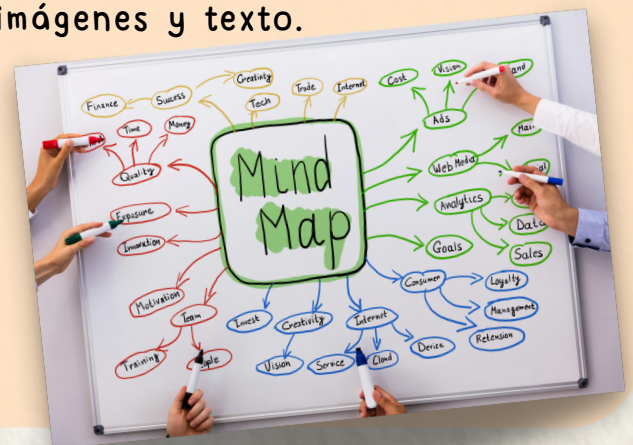 imágenes y texto.
Mind
Map
Creativity
Finance
Success
Tech
Trade
Internet
Cost
Vision
Ads
Time
Money
Quality
Web Media
Exposure
Analytics
Innovation
Data
Goals
Sales
Motivation
Team
Consumer
Loyalty
Invest
Creativity
Internet
Management
Training
Vision
Service
Cloud
Device
Retension